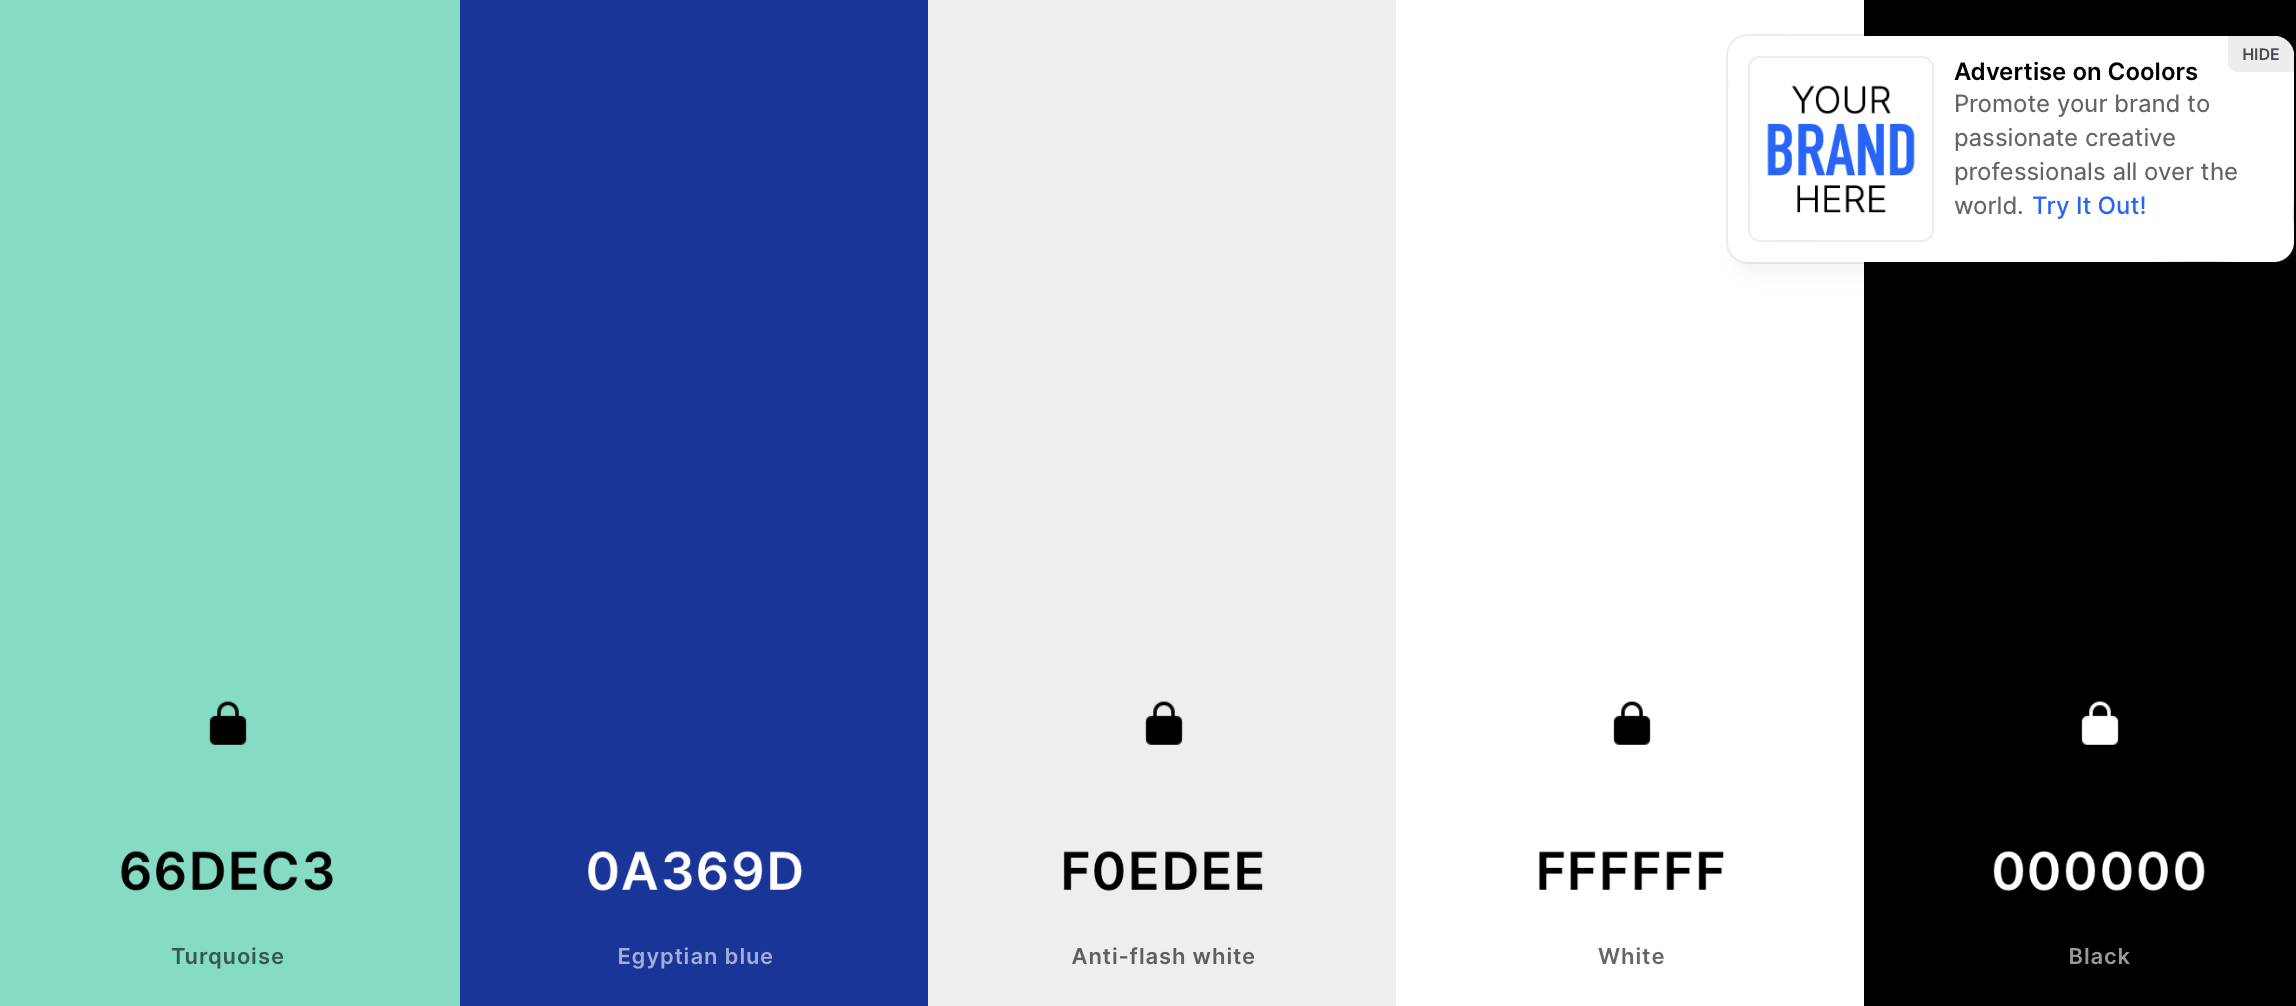 YOUR
BRAND
HERE
Advertise on Coolors
Promote your brand to
passionate creative
professionals all over the
world. Try It Out!
HIDE
66DEC3
Turquoise
0A369D
Egyptian blue
F0EDEE
Anti-flash white
FFFFFF
White
000000
Black